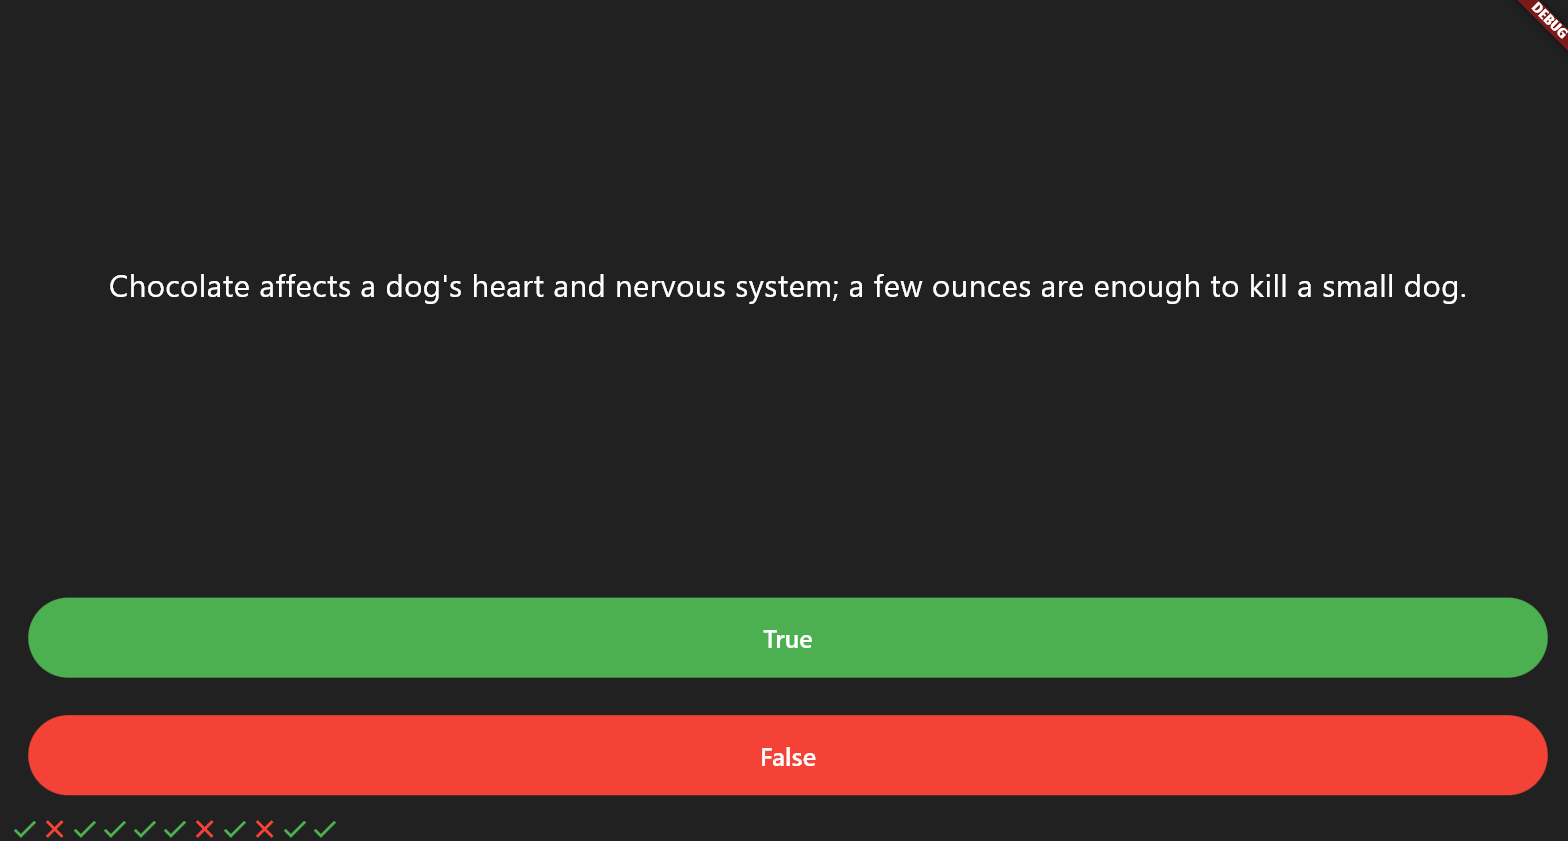 DEBUG
Chocolate affects a dog's heart and nervous system; a few ounces are enough to kill a small dog.
True
False